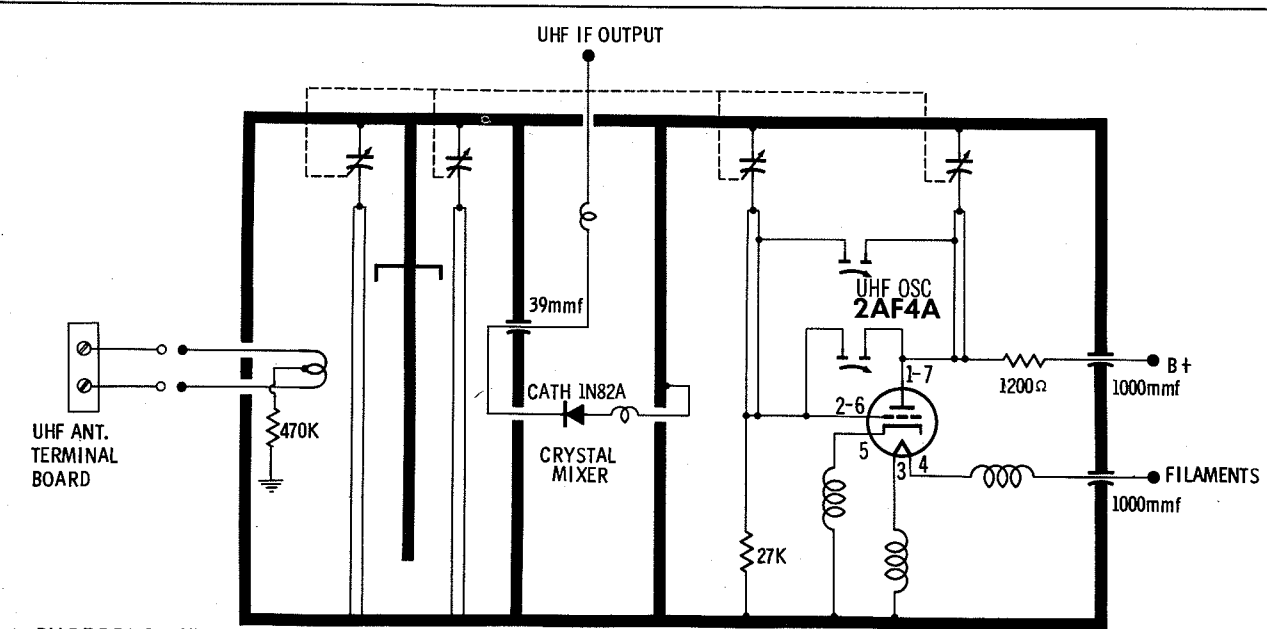 UHF IF OUTPUT
39mmf
UHF OSC
2AF4A
B+
1-7
1200Ω
1000mmf
CATH 1N82A
2-6
UHF ANT.
TERMINAL
BOARD
470K
CRYSTAL
MIXER
5
3
4
FILAMENTS
1000mmf
27K